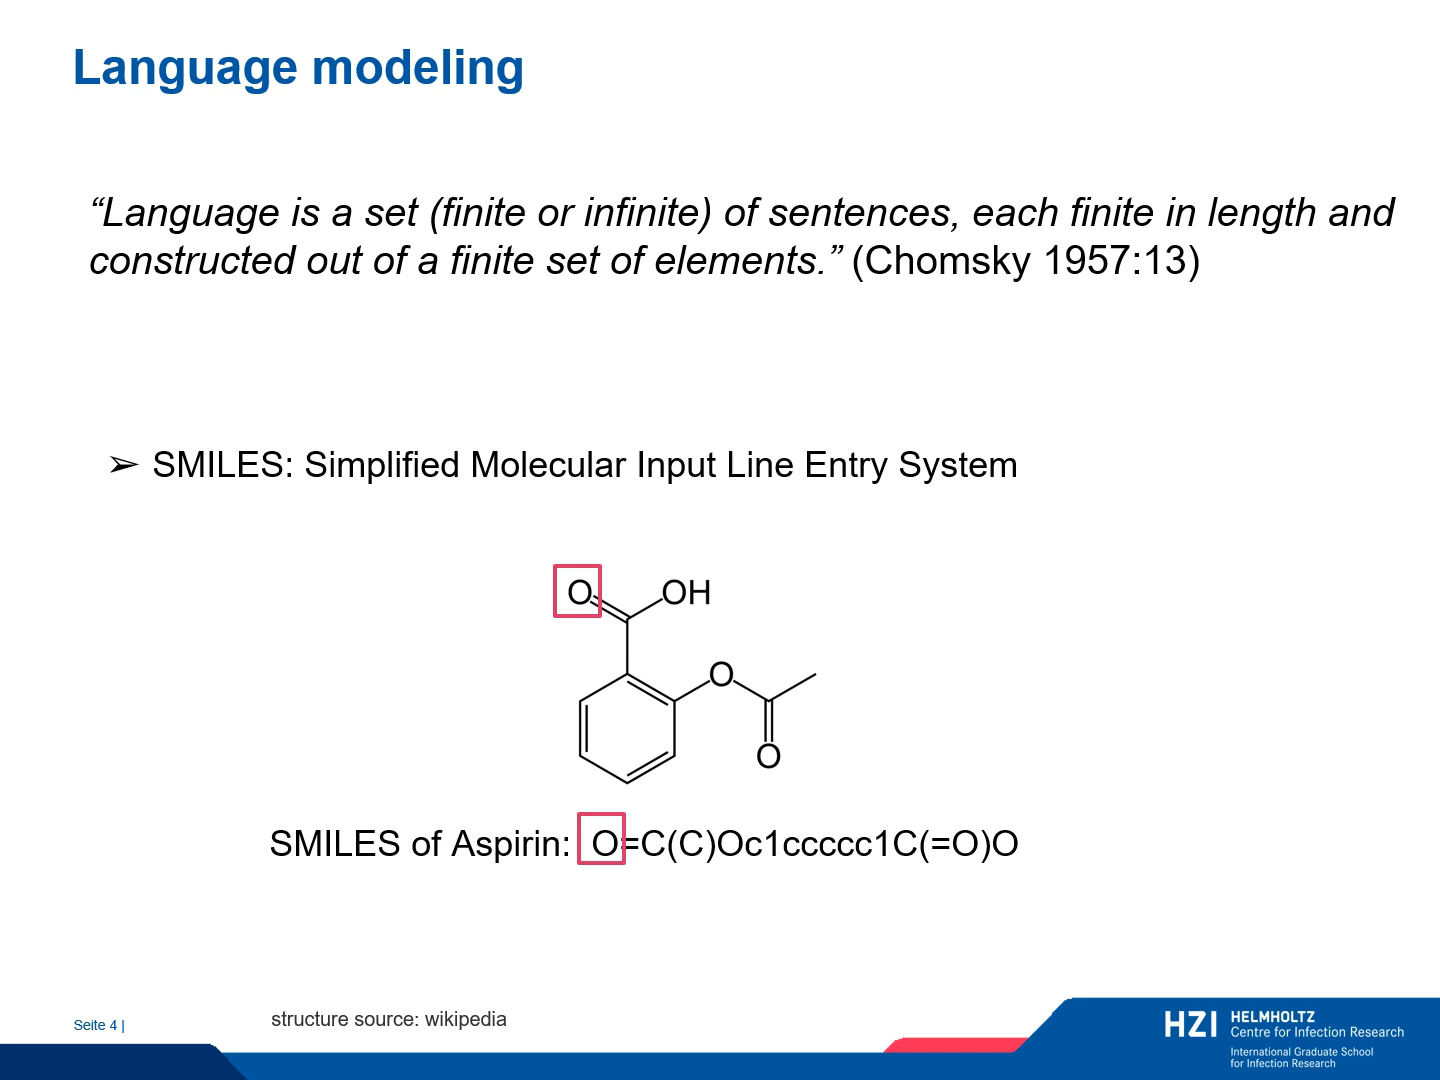 Language modeling
“Language is a set (finite or infinite) of sentences, each finite in length and
constructed out of a finite set of elements.” (Chomsky 1957:13)
➢ SMILES: Simplified Molecular Input Line Entry System
O OH
O
O
SMILES of Aspirin: O=C(C)Oc1ccccc1C(=O)O
structure source: wikipedia
Seite 4 |
HZI HELMHOLTZ
Centre for Infection Research
International Graduate School
for Infection Research